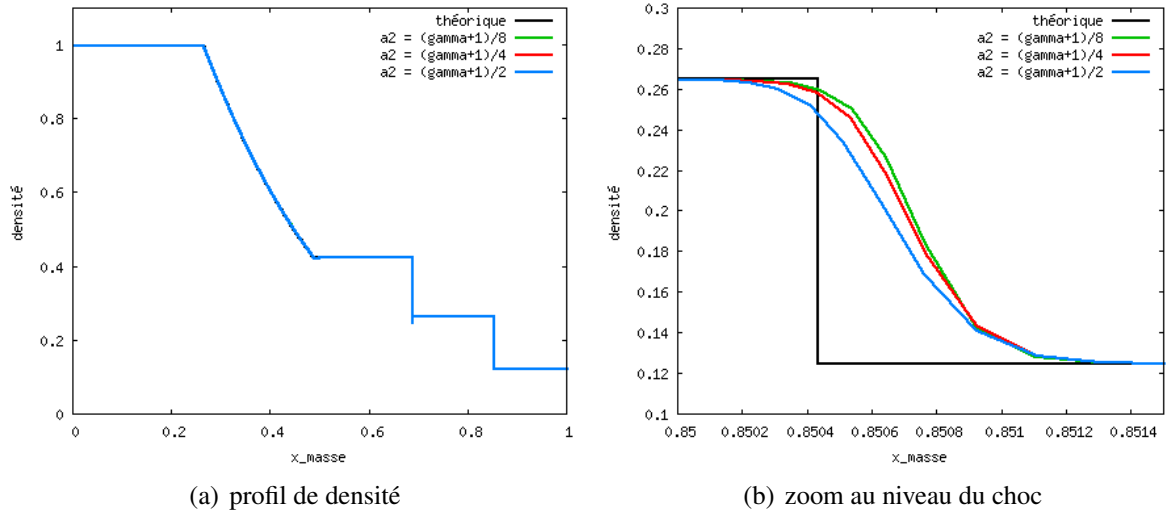 théorique
a2 = (gamma+1)/8
a2 = (gamma+1)/4
a2 = (gamma+1)/2
1
0.8
0.6
0.4
0.2
0
densité
0 0.2 0.4 0.6 0.8 1
x_masse
(a) profil de densité
théorique
a2 = (gamma+1)/8
a2 = (gamma+1)/4
a2 = (gamma+1)/2
0.3
0.28
0.26
0.24
0.22
0.2
0.18
0.16
0.14
0.12
0.1
densité
0.85 0.8502 0.8504 0.8506 0.8508 0.851 0.8512 0.8514
x_masse
(b) zoom au niveau du choc